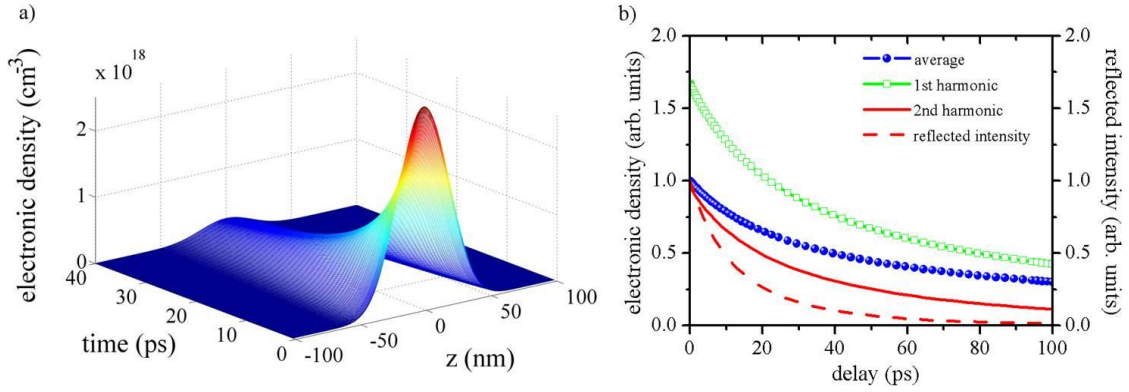 a)
electronic density (cm⁻³)
x 10¹⁸
2
1
0
40
30
20
10
0
time (ps)
-100
-50
0
50
100
z (nm)
b)
electronic density (arb. units)
2.0
1.5
1.0
0.5
0.0
average
1st harmonic
2nd harmonic
reflected intensity
2.0
1.5
1.0
0.5
0.0
reflected intensity (arb. units)
0 20 40 60 80 100
delay (ps)